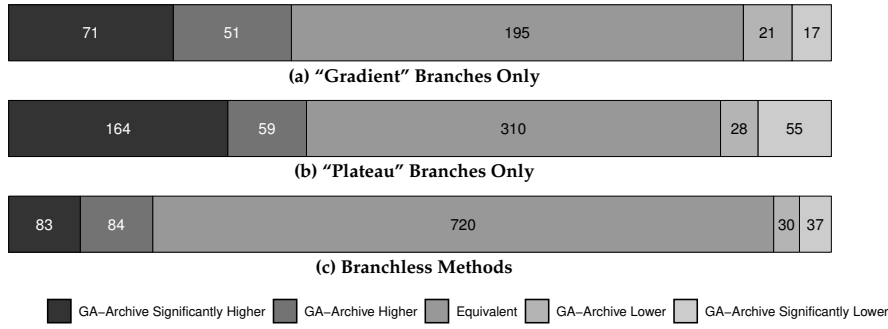 71 51 195 21 17
(a) “Gradient” Branches Only
164 59 310 28 55
(b) “Plateau” Branches Only
83 84 720 30 37
(c) Branchless Methods
GA−Archive Significantly Higher GA−Archive Higher Equivalent GA−Archive Lower GA−Archive Significantly Lower